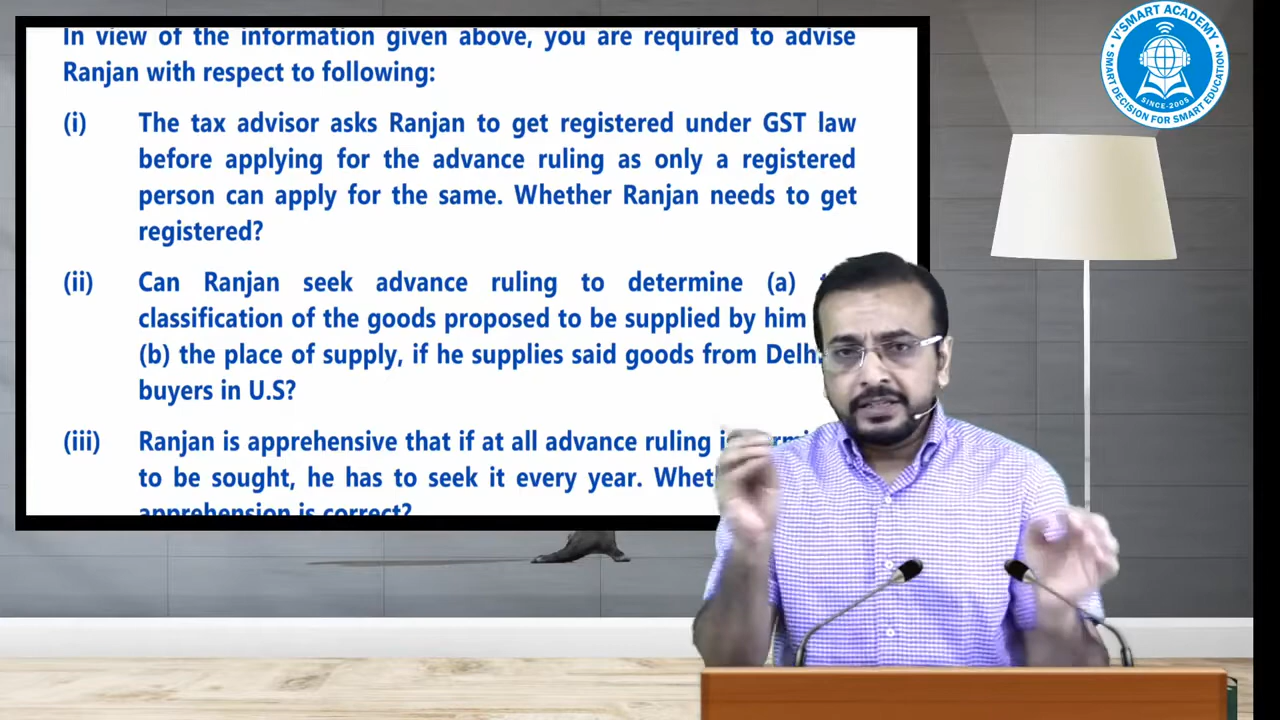 In view of the information given above, you are required to advise
Ranjan with respect to following:
(i) The tax advisor asks Ranjan to get registered under GST law
before applying for the advance ruling as only a registered
person can apply for the same. Whether Ranjan needs to get
registered?
(ii) Can Ranjan seek advance ruling to determine (a)
classification of the goods proposed to be supplied by him
(b) the place of supply, if he supplies said goods from
buyers in U.S?
(iii) Ranjan is apprehensive that if at all advance ruling
to be sought, he has to seek it every year.
apprehension is correct?
V'SMART ACADEMY
SINCE-2005
SMART DECISION FOR SMART EDUCATION